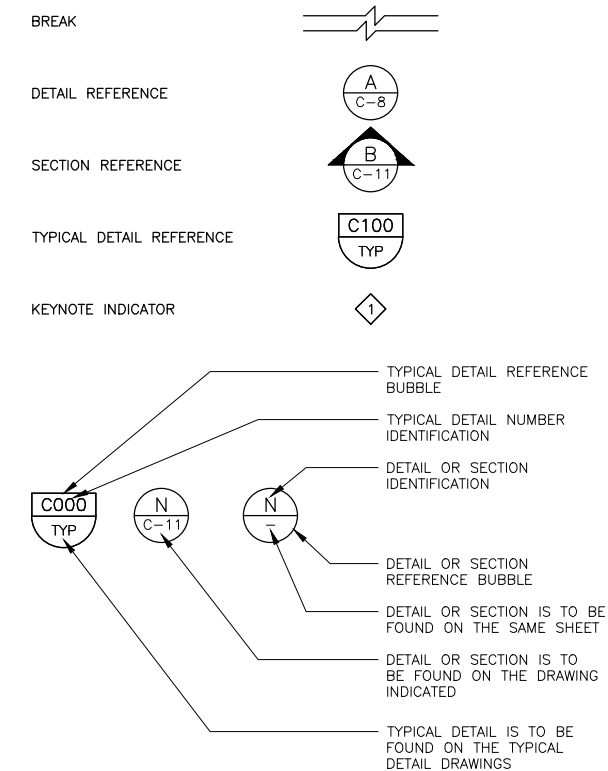 BREAK
DETAIL REFERENCE
A
C-8
SECTION REFERENCE
B
C-11
TYPICAL DETAIL REFERENCE
C100
TYP
KEYNOTE INDICATOR
1
TYPICAL DETAIL REFERENCE
BUBBLE
TYPICAL DETAIL NUMBER
IDENTIFICATION
DETAIL OR SECTION
IDENTIFICATION
C000
TYP
N
C-11
N
-
DETAIL OR SECTION
REFERENCE BUBBLE
DETAIL OR SECTION IS TO BE
FOUND ON THE SAME SHEET
DETAIL OR SECTION IS TO
BE FOUND ON THE DRAWING
INDICATED
TYPICAL DETAIL IS TO BE
FOUND ON THE TYPICAL
DETAIL DRAWINGS